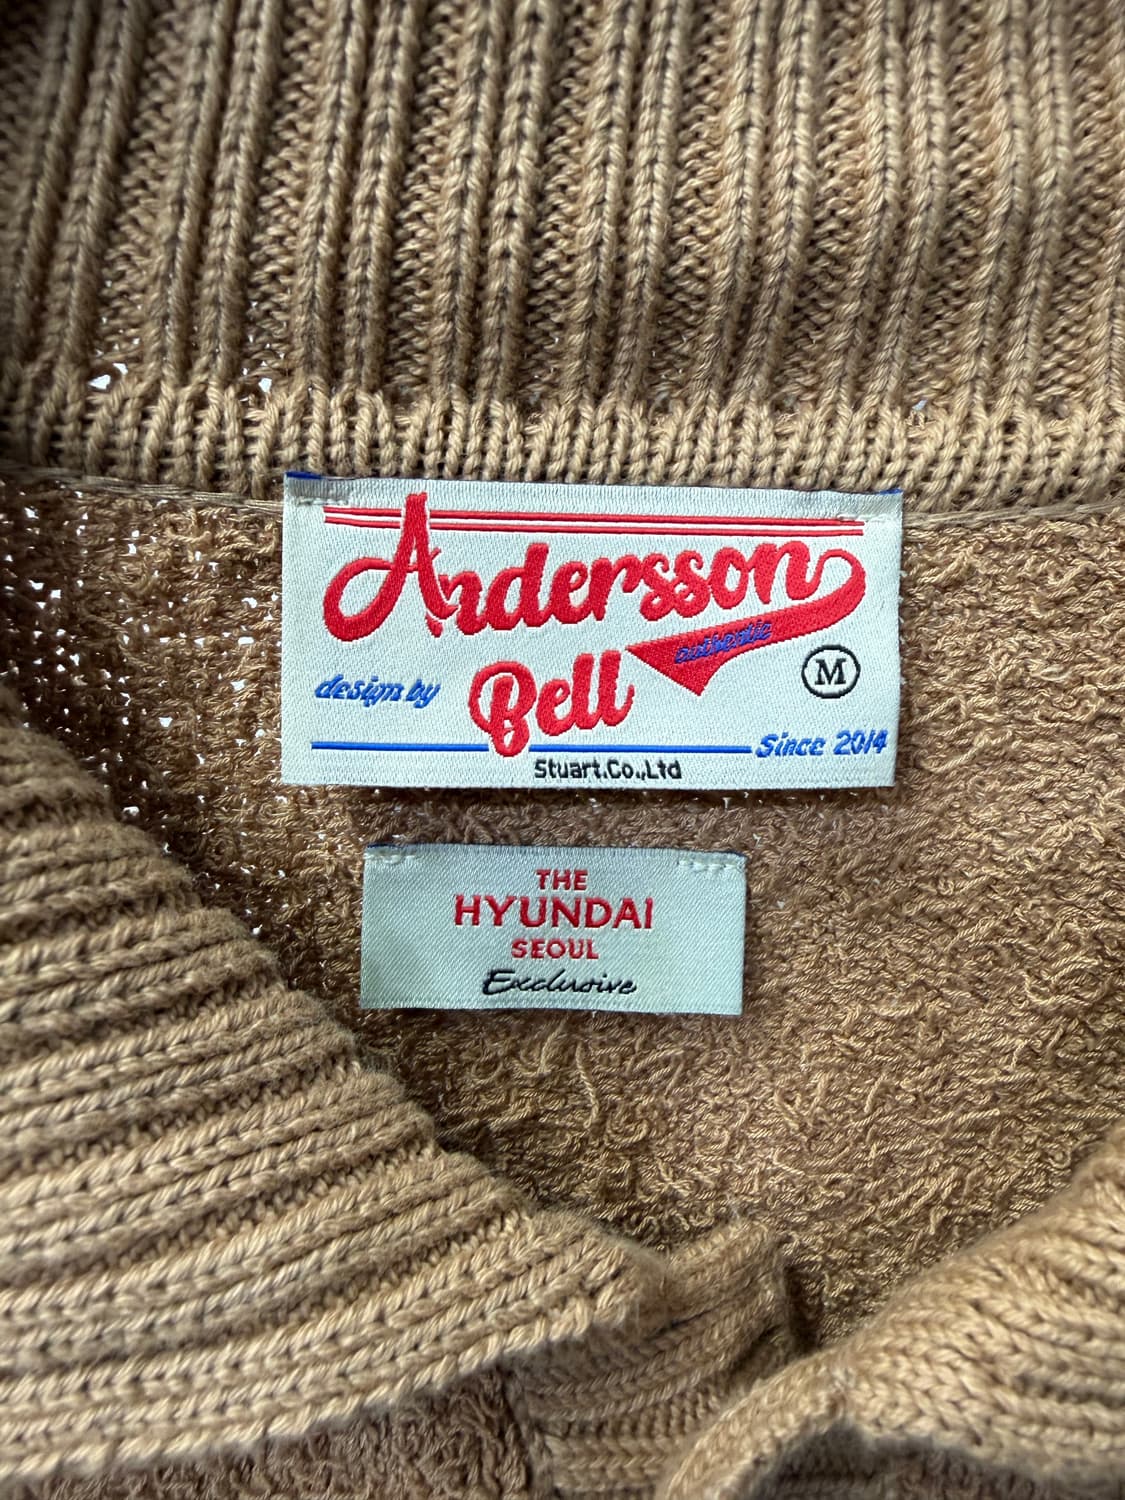 Andersson
authentic
Bell
design by
M
Since 2014
Stuart.Co.,Ltd
THE
HYUNDAI
SEOUL
Exclusive